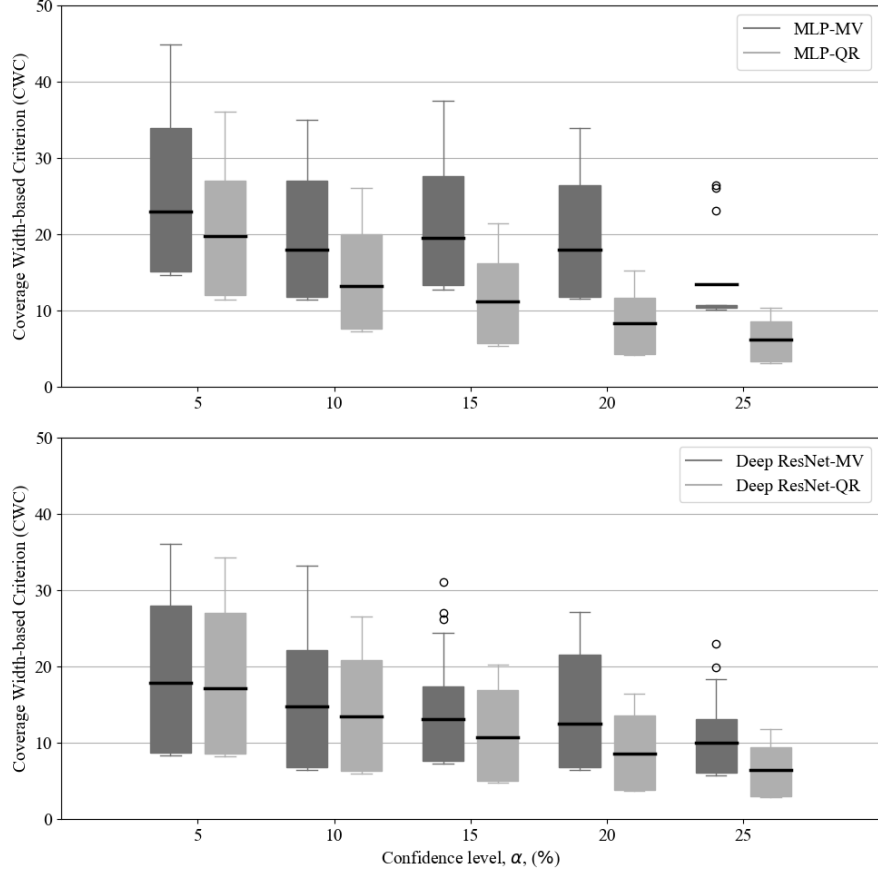 50
40
30
20
10
0
Coverage Width-based Criterion (CWC)
MLP-MV
MLP-QR
5 10 15 20 25
50
40
30
20
10
0
Coverage Width-based Criterion (CWC)
Deep ResNet-MV
Deep ResNet-QR
5 10 15 20 25
Confidence level, α, (%)